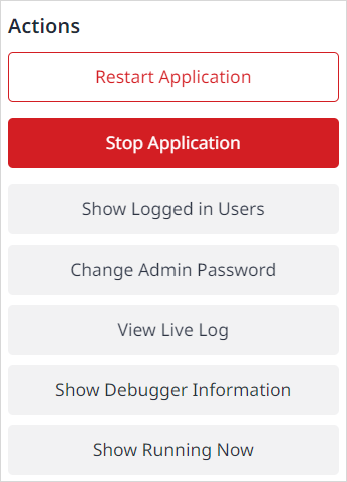 Actions
Restart Application
Stop Application
Show Logged in Users
Change Admin Password
View Live Log
Show Debugger Information
Show Running Now